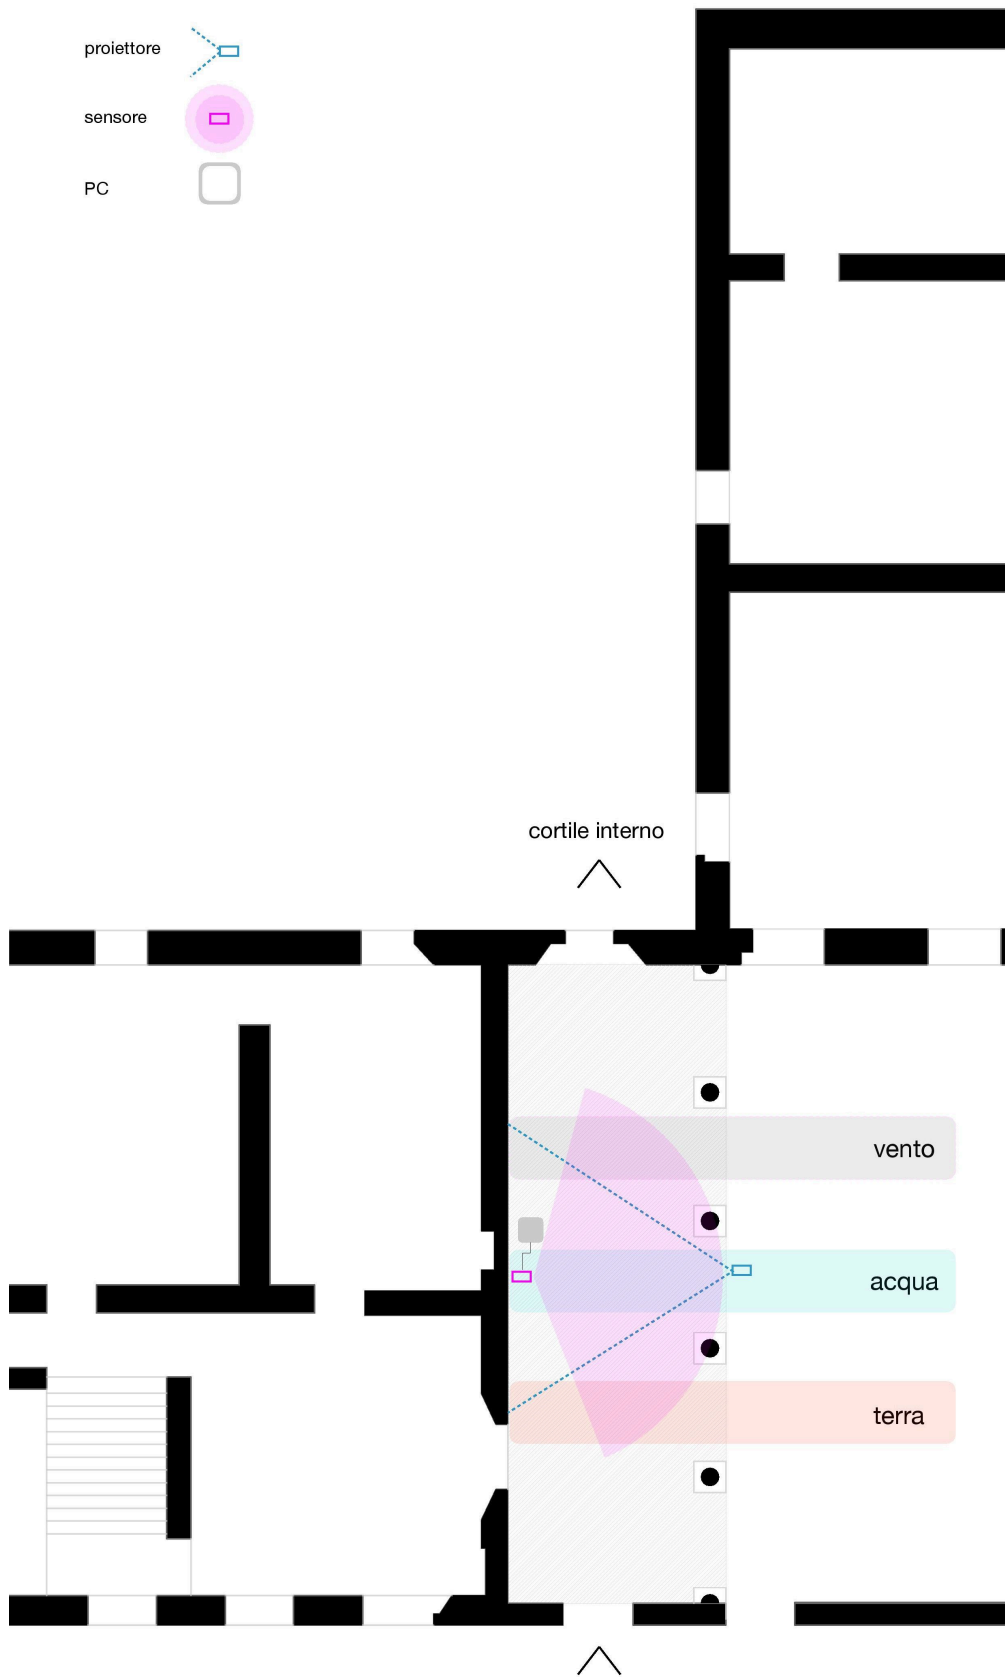 proiettore
sensore
PC
cortile interno
vento
acqua
terra